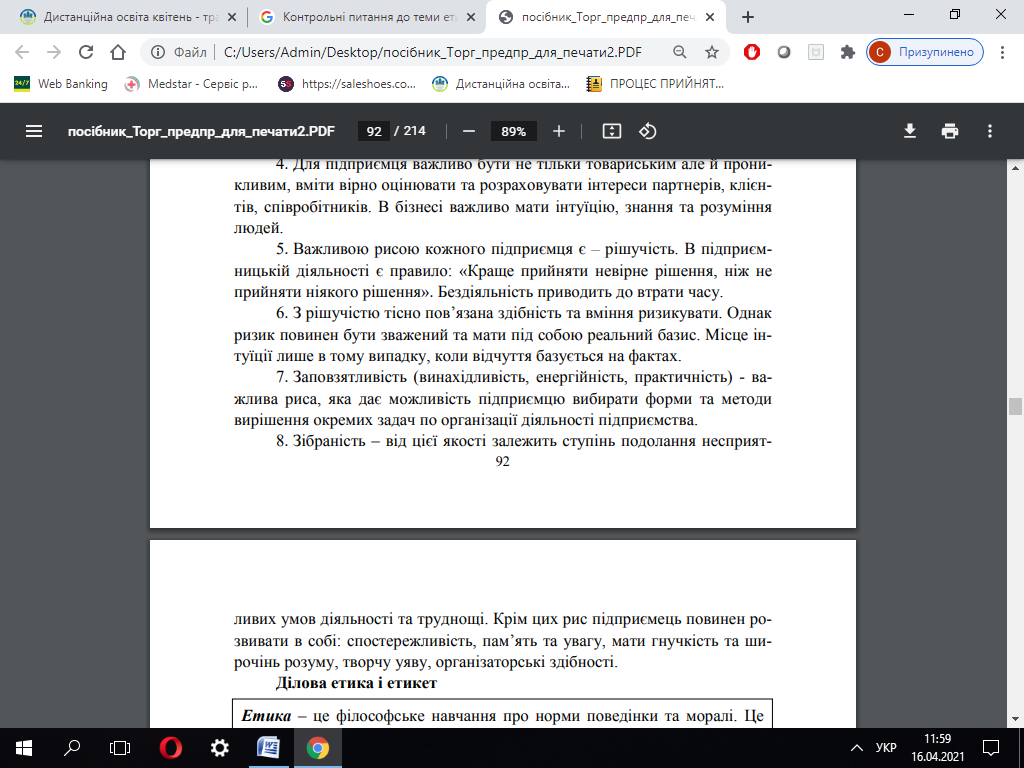 Дистанційна освіта квітень - тра
Контрольні питання до теми ет
посібник_Торг_предпр_для_печ
Файл | C:/Users/Admin/Desktop/посібник_Торг_предпр_для_печати2.PDF
С Призупинено
24/7 Web Banking
Medstar - Сервіс р...
SS https://saleshoes.co...
Дистанційна освіта...
ПРОЦЕС ПРИЙНЯТ...
посібник_Торг_предпр_для_печати2.PDF
92 / 214
89%
4. Для підприємця важливо бути не тільки товариським але й прони-
кливим, вміти вірно оцінювати та розраховувати інтереси партнерів, клієн-
тів, співробітників. В бізнесі важливо мати інтуїцію, знання та розуміння
людей.
5. Важливою рисою кожного підприємця є – рішучість. В підприєм-
ницькій діяльності є правило: «Краще прийняти невірне рішення, ніж не
прийняти ніякого рішення». Бездіяльність приводить до втрати часу.
6. З рішучістю тісно пов’язана здібність та вміння ризикувати. Однак
ризик повинен бути зважений та мати під собою реальний базис. Місце ін-
туїції лише в тому випадку, коли відчуття базується на фактах.
7. Заповзятливість (винахідливість, енергійність, практичність) - ва-
жлива риса, яка дає можливість підприємцю вибирати форми та методи
вирішення окремих задач по організації діяльності підприємства.
8. Зібраність – від цієї якості залежить ступінь подолання несприят-
92
ливих умов діяльності та труднощі. Крім цих рис підприємець повинен ро-
звивати в собі: спостережливість, пам’ять та увагу, мати гнучкість та ши-
рочінь розуму, творчу уяву, організаторські здібності.
Ділова етика і етикет
Етика – це філософське навчання про норми поведінки та моралі. Це
УКР
11:59
16.04.2021